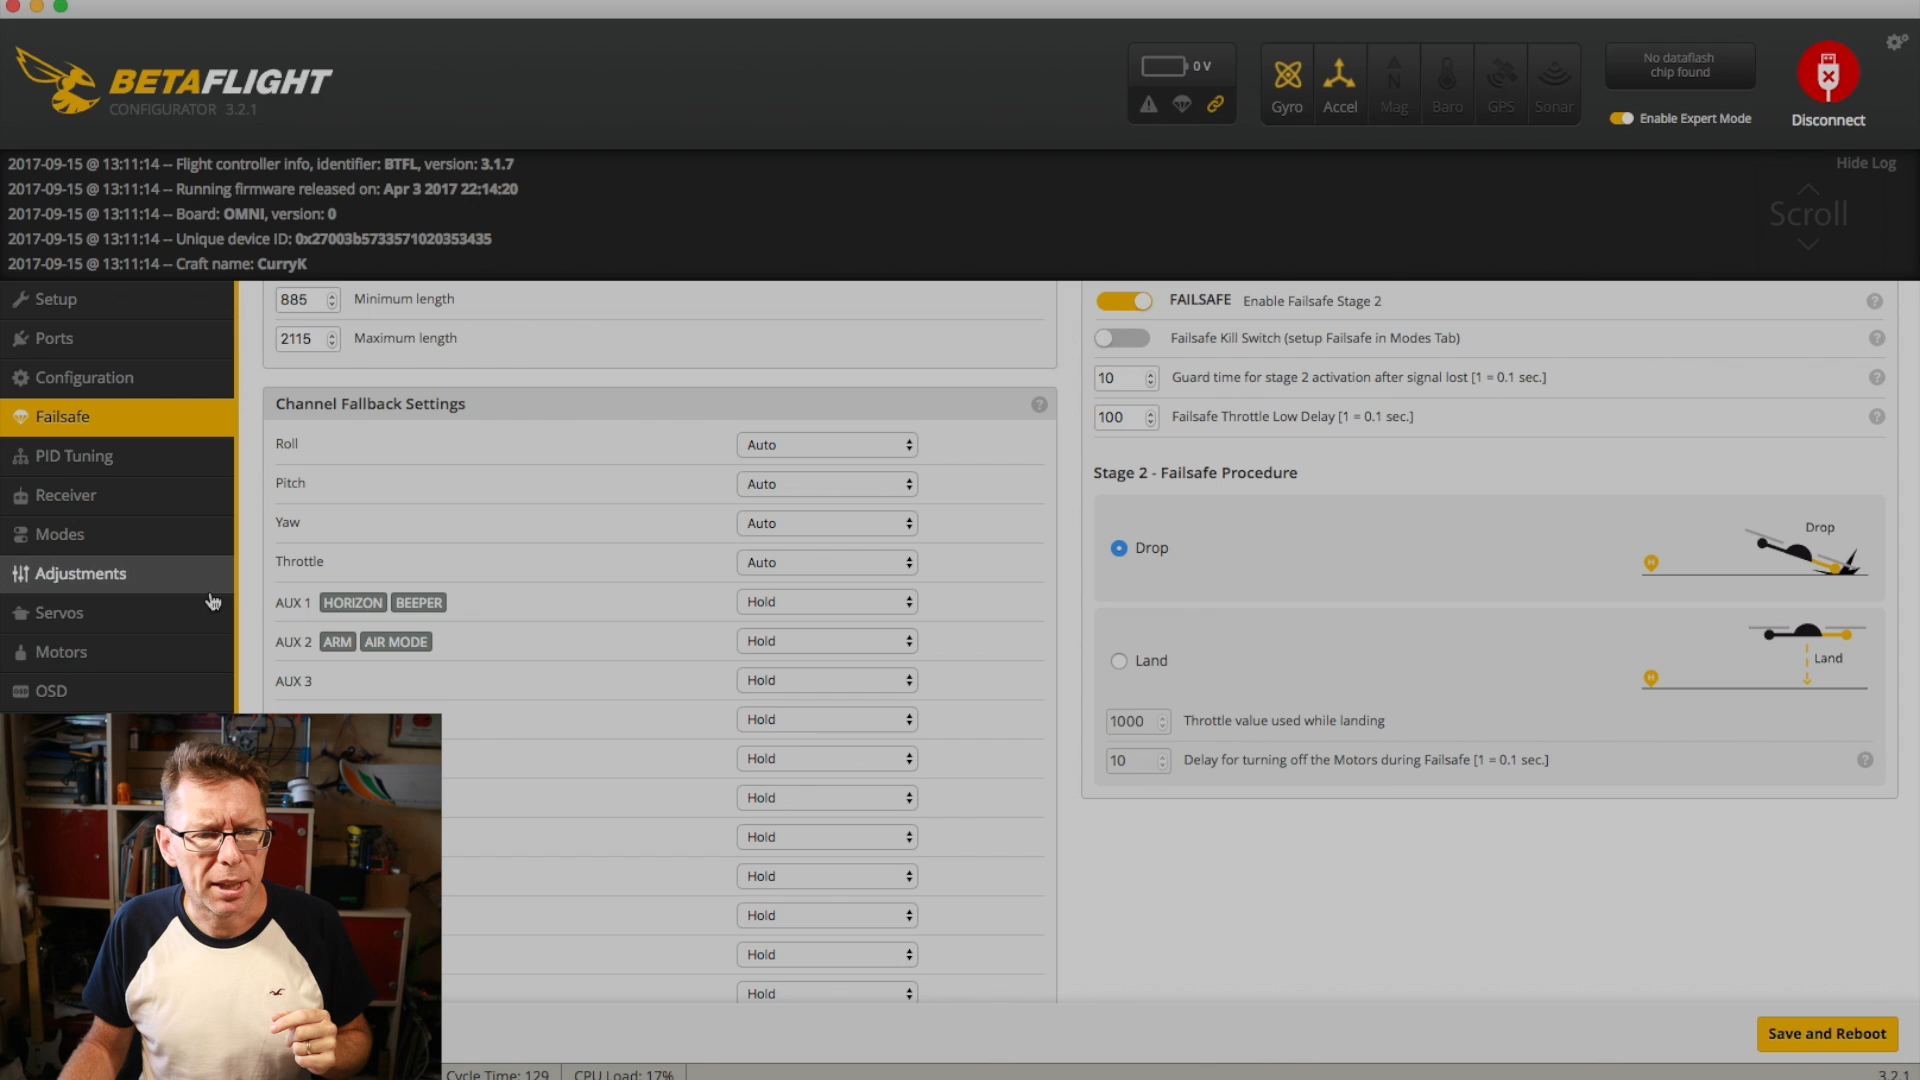 BETAFLIGHT
CONFIGURATOR 3.2.1
0 V
Gyro
Accel
Mag
Baro
GPS
Sonar
No dataflash
chip found
Enable Expert Mode
Disconnect
2017-09-15 @ 13:11:14 -- Flight controller info, identifier: BTFL, version: 3.1.7
2017-09-15 @ 13:11:14 -- Running firmware released on: Apr 3 2017 22:14:20
2017-09-15 @ 13:11:14 -- Board: OMNI, version: 0
2017-09-15 @ 13:11:14 -- Unique device ID: 0x27003b5733571020353435
2017-09-15 @ 13:11:14 -- Craft name: CurryK
Hide Log
Scroll
Setup
Ports
Configuration
Failsafe
PID Tuning
Receiver
Modes
Adjustments
Servos
Motors
OSD
885 Minimum length
2115 Maximum length
Channel Fallback Settings
Roll Auto
Pitch Auto
Yaw Auto
Throttle Auto
AUX 1 HORIZON BEEPER Hold
AUX 2 ARM AIR MODE Hold
AUX 3 Hold
Hold
Hold
Hold
Hold
Hold
Hold
Hold
Hold
FAILSAFE Enable Failsafe Stage 2
Failsafe Kill Switch (setup Failsafe in Modes Tab)
10 Guard time for stage 2 activation after signal lost [1 = 0.1 sec.]
100 Failsafe Throttle Low Delay [1 = 0.1 sec.]
Stage 2 - Failsafe Procedure
Drop
Drop
Land
Land
1000 Throttle value used while landing
10 Delay for turning off the Motors during Failsafe [1 = 0.1 sec.]
Save and Reboot
Cycle Time: 129
CPU Load: 17%
3.2.1